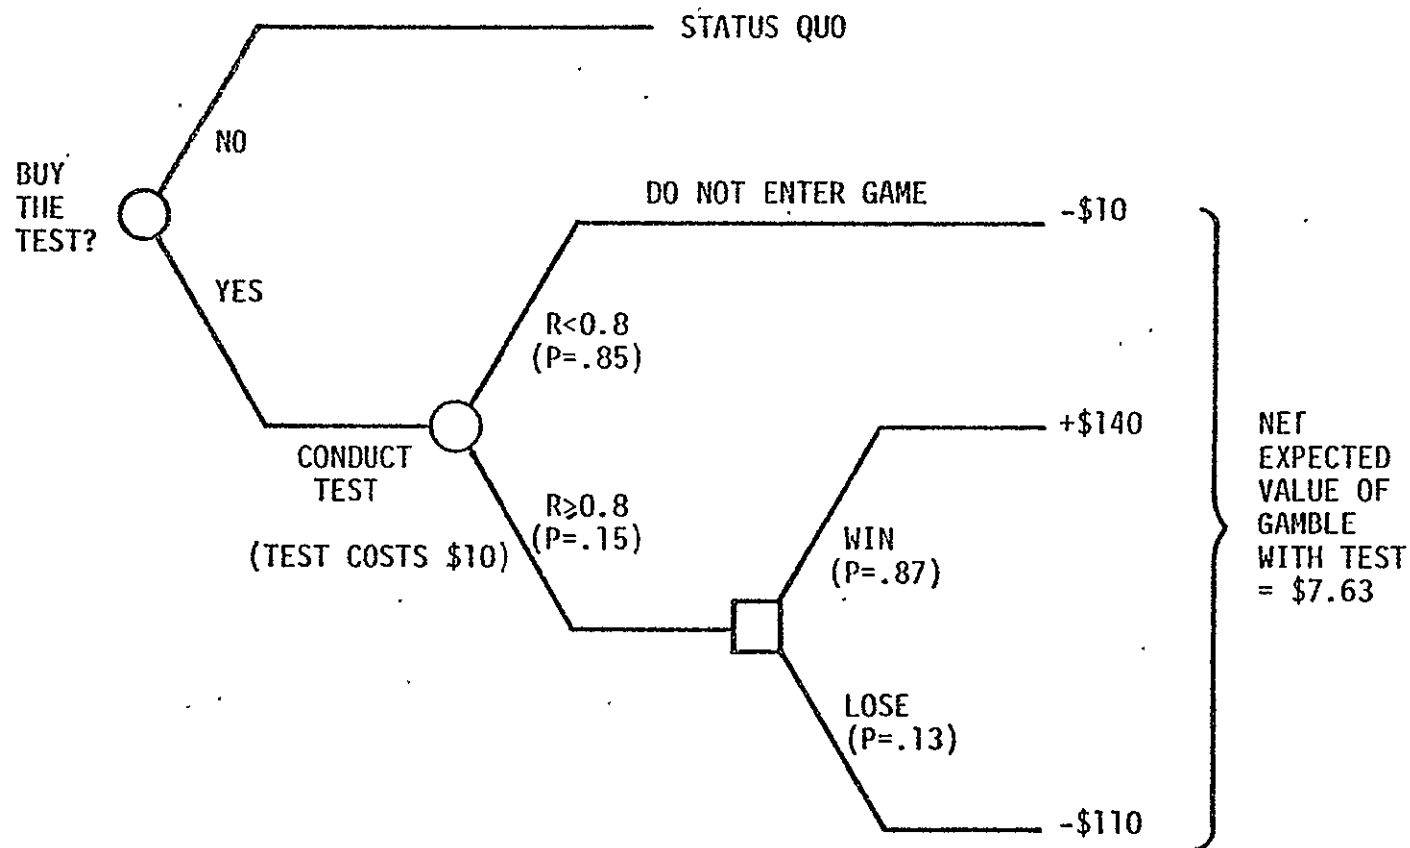 STATUS QUO
NO
BUY
THE
TEST?
DO NOT ENTER GAME
-$10
YES
R<0.8
(P=.85)
+$140
NET
EXPECTED
VALUE OF
GAMBLE
WITH TEST
= $7.63
CONDUCT
TEST
R⩾0.8
(P=.15)
(TEST COSTS $10)
WIN
(P=.87)
LOSE
(P=.13)
-$110